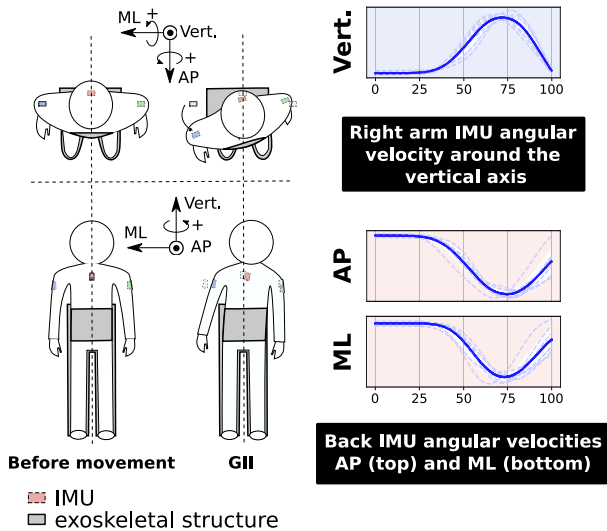 ML
+
Vert.
+
AP
Vert.
+
ML
AP
Before movement
GII
IMU
exoskeletal structure
Vert.
0 25 50 75 100
Right arm IMU angular
velocity around the
vertical axis
AP
ML
0 25 50 75 100
Back IMU angular velocities
AP (top) and ML (bottom)